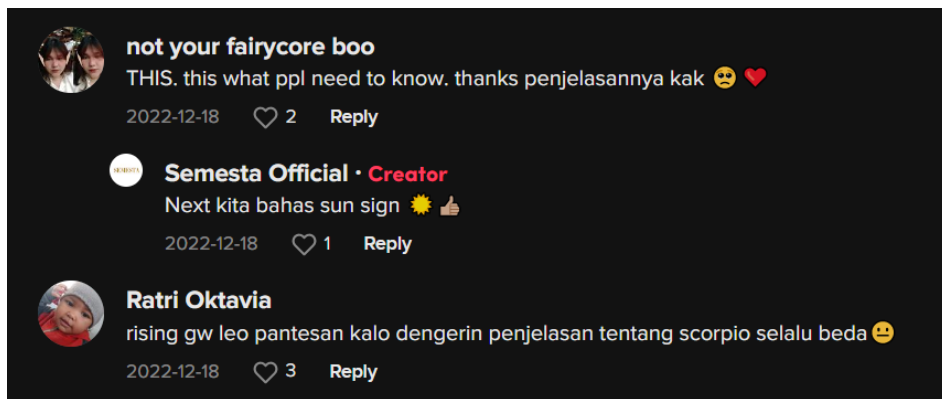 not your fairycore boo
THIS. this what ppl need to know. thanks penjelasannya kak 🥺 ❤️
2022-12-18 2 Reply
SEMESTA
Semesta Official · Creator
Next kita bahas sun sign ☀️ 👍🏽
2022-12-18 1 Reply
Ratri Oktavia
rising gw leo pantesan kalo dengerin penjelasan tentang scorpio selalu beda 😐
2022-12-18 3 Reply